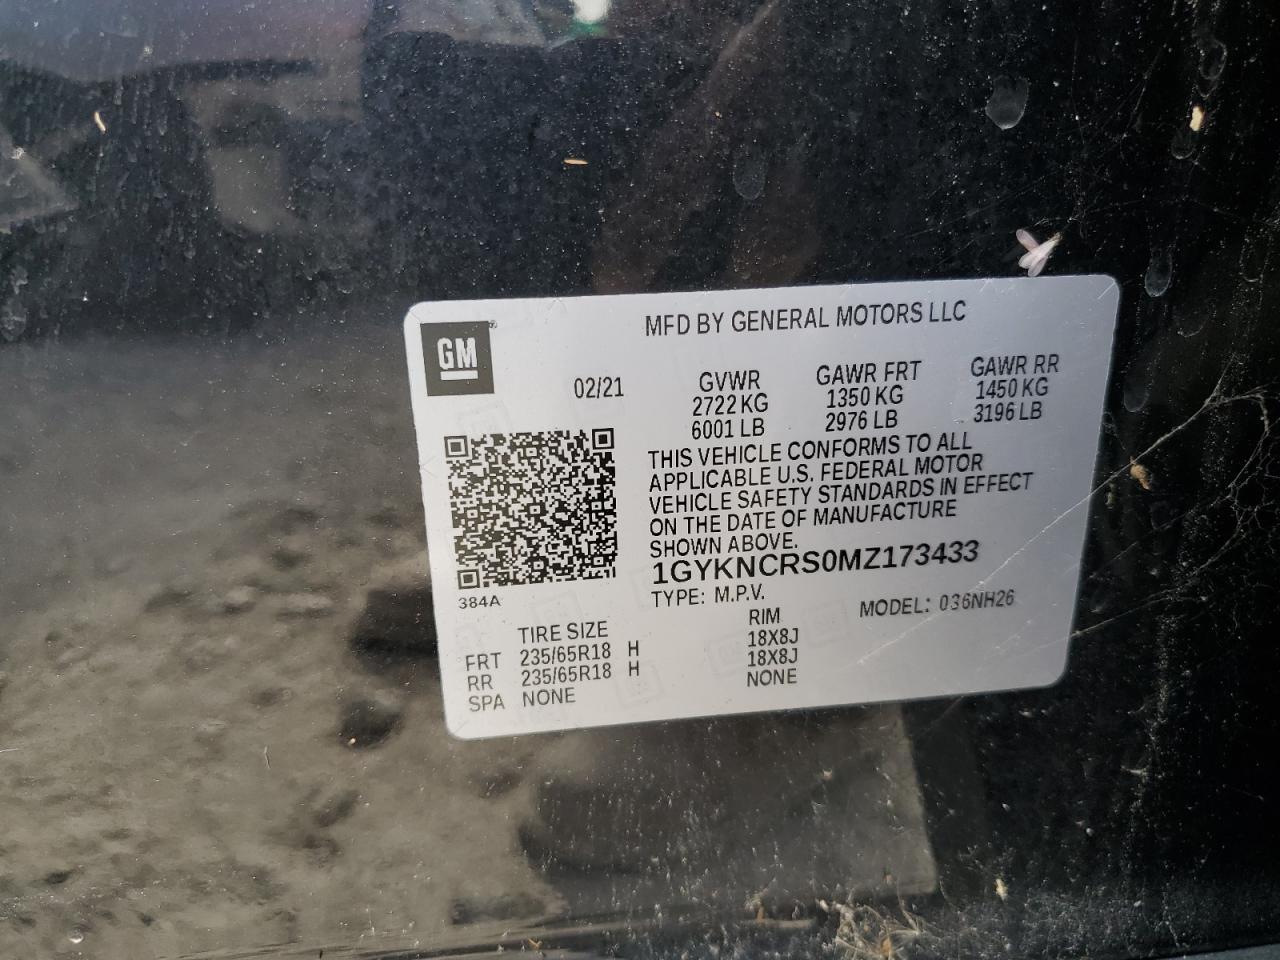 MFD BY GENERAL MOTORS LLC
GM
02/21
GVWR GAWR FRT GAWR RR
2722 KG 1350 KG 1450 KG
6001 LB 2976 LB 3196 LB
THIS VEHICLE CONFORMS TO ALL
APPLICABLE U.S. FEDERAL MOTOR
VEHICLE SAFETY STANDARDS IN EFFECT
ON THE DATE OF MANUFACTURE
SHOWN ABOVE.
1GYKNCRS0MZ173433
384A
TYPE: M.P.V. MODEL: 036NH26
TIRE SIZE RIM
FRT 235/65R18 H 18X8J
RR 235/65R18 H 18X8J
SPA NONE NONE